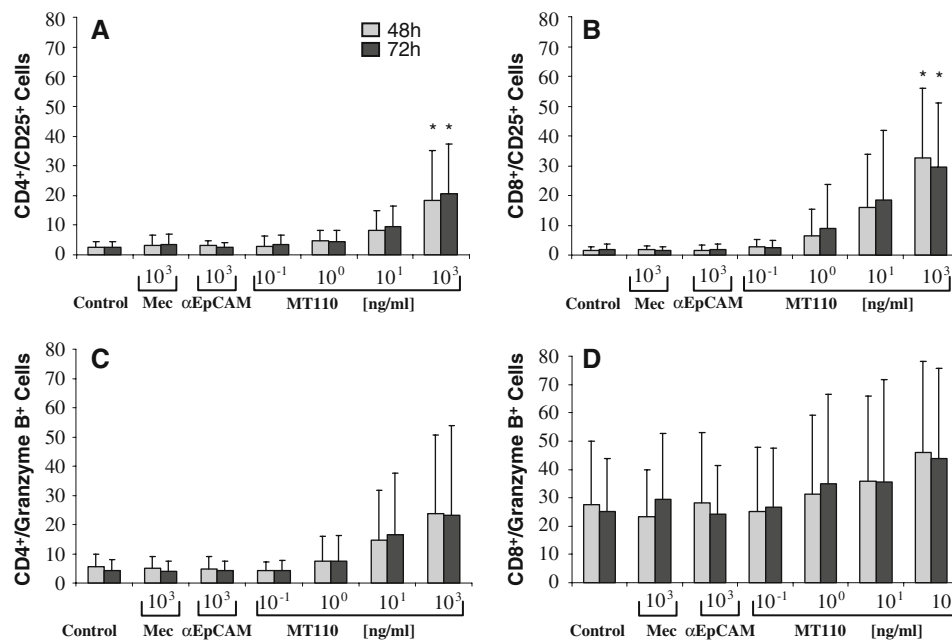 A
48h
72h
CD4⁺/CD25⁺ Cells
80
70
60
50
40
30
20
10
0
* *
10³ 10³ 10⁻¹ 10⁰ 10¹ 10³
Control Mec αEpCAM MT110 [ng/ml]
B
CD8⁺/CD25⁺ Cells
80
70
60
50
40
30
20
10
0
* *
10³ 10³ 10⁻¹ 10⁰ 10¹ 10³
Control Mec αEpCAM MT110 [ng/ml]
C
CD4⁺/Granzyme B⁺ Cells
80
70
60
50
40
30
20
10
0
10³ 10³ 10⁻¹ 10⁰ 10¹ 10³
Control Mec αEpCAM MT110 [ng/ml]
D
CD8⁺/Granzyme B⁺ Cells
80
70
60
50
40
30
20
10
0
10³ 10³ 10⁻¹ 10⁰ 10¹ 10
Control Mec αEpCAM MT110 [ng/ml]